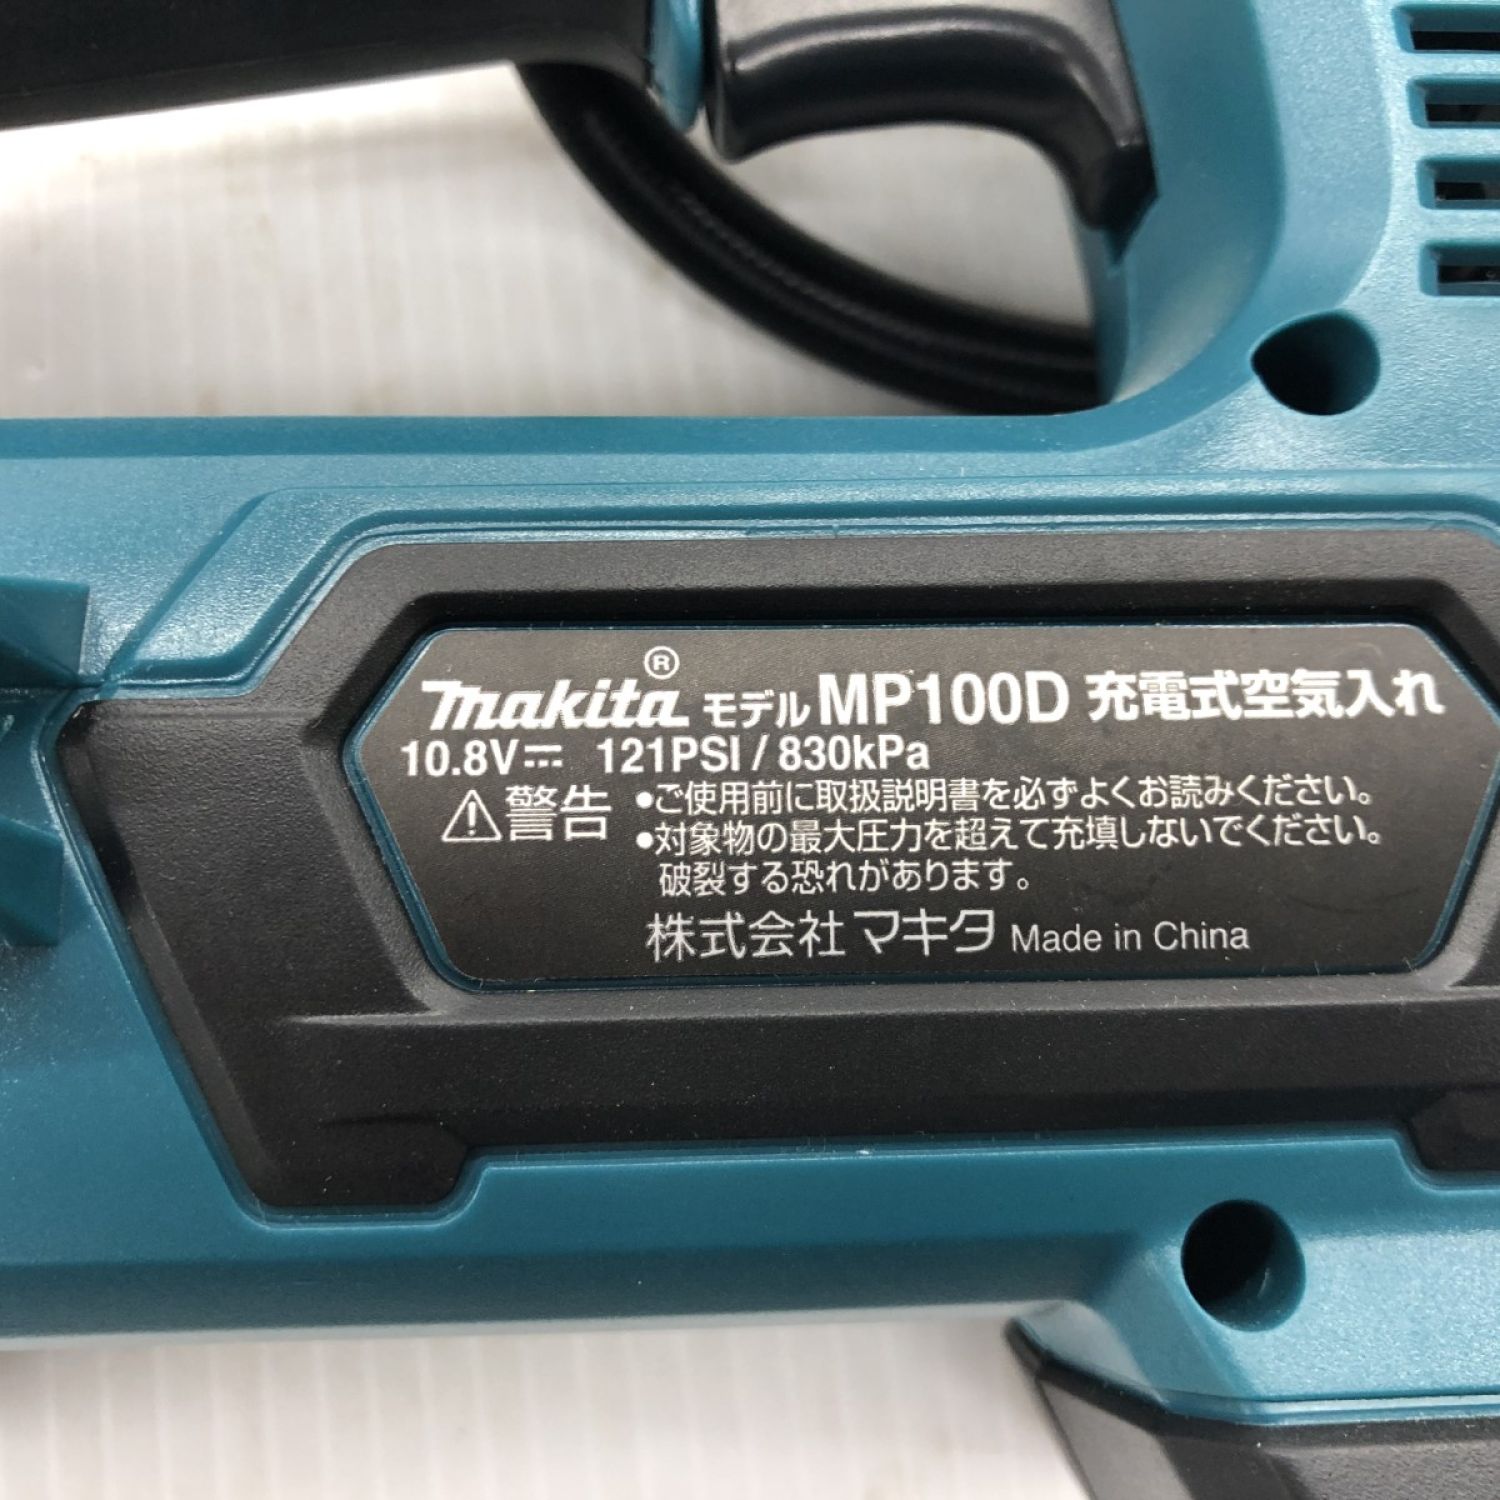 makita® モデル MP100D 充電式空気入れ
10.8V⎓ 121PSI / 830kPa
⚠警告 •ご使用前に取扱説明書を必ずよくお読みください。
•対象物の最大圧力を超えて充填しないでください。
破裂する恐れがあります。
株式会社 マキタ Made in China